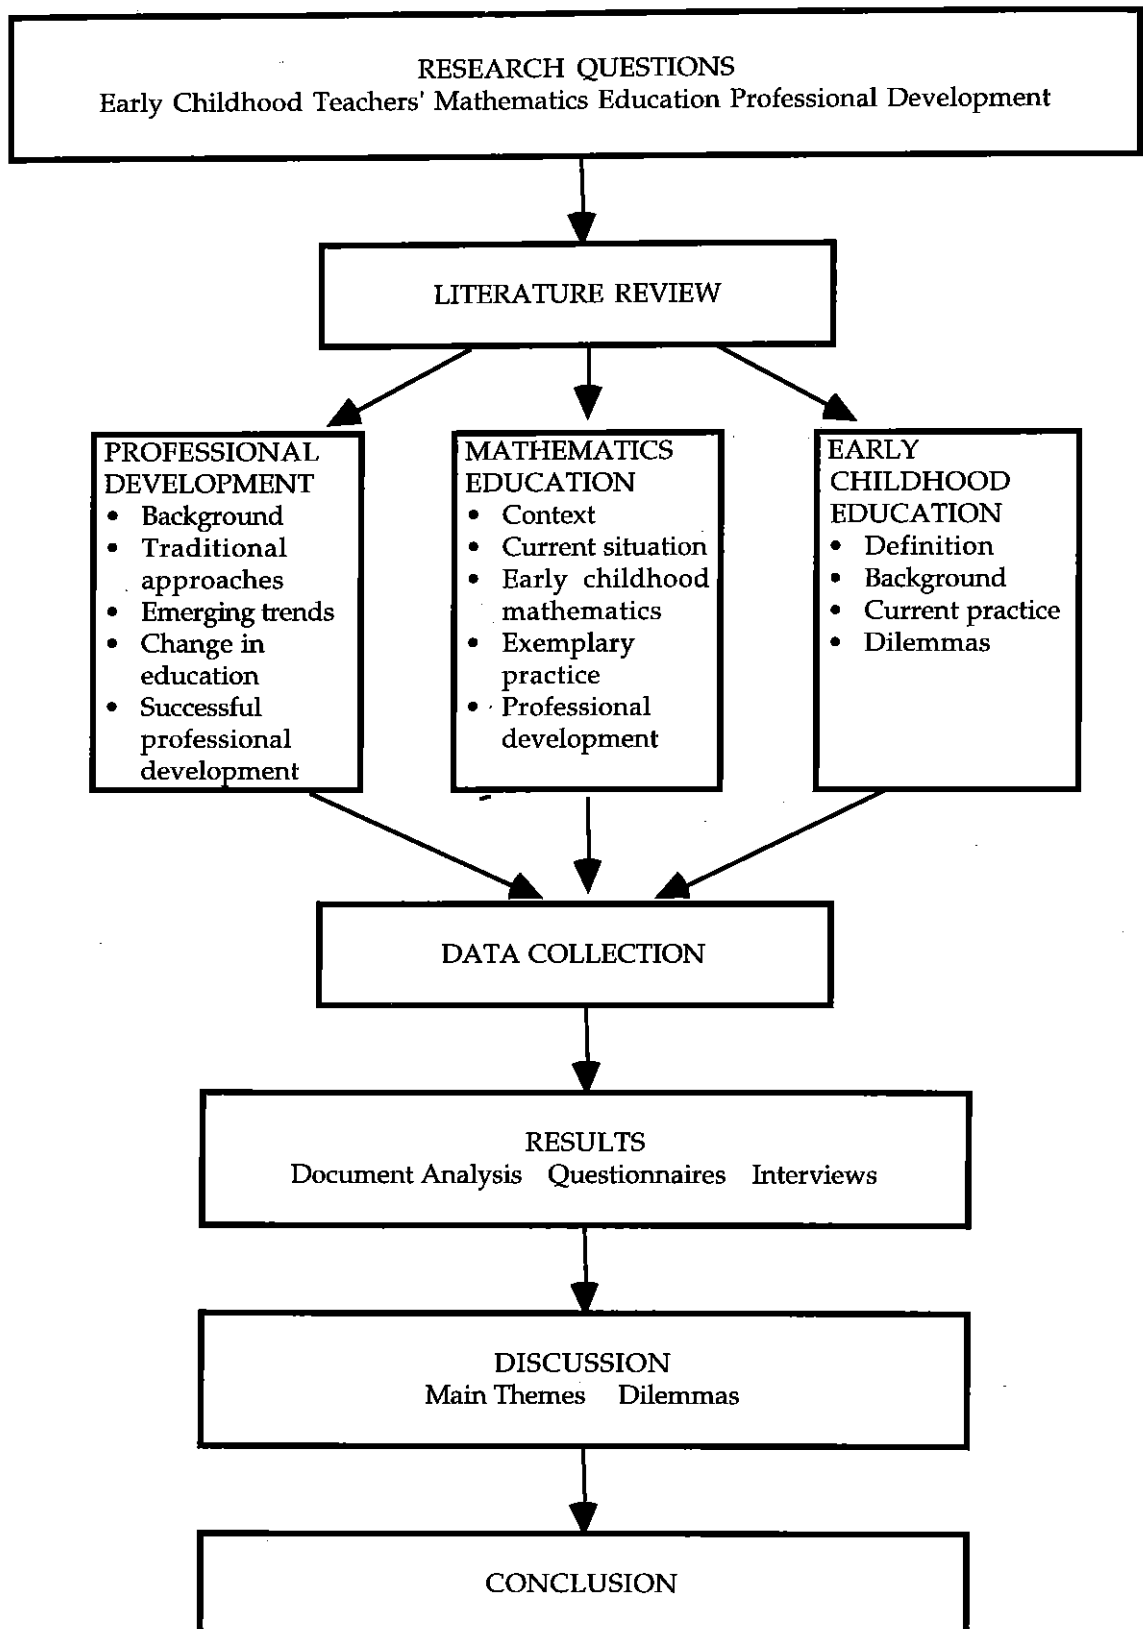 RESEARCH QUESTIONS
Early Childhood Teachers' Mathematics Education Professional Development
LITERATURE REVIEW
PROFESSIONAL
DEVELOPMENT
• Background
• Traditional
approaches
• Emerging trends
• Change in
education
• Successful
professional
development
MATHEMATICS
EDUCATION
• Context
• Current situation
• Early childhood
mathematics
• Exemplary
practice
• Professional
development
EARLY
CHILDHOOD
EDUCATION
• Definition
• Background
• Current practice
• Dilemmas
DATA COLLECTION
RESULTS
Document Analysis Questionnaires Interviews
DISCUSSION
Main Themes Dilemmas
CONCLUSION